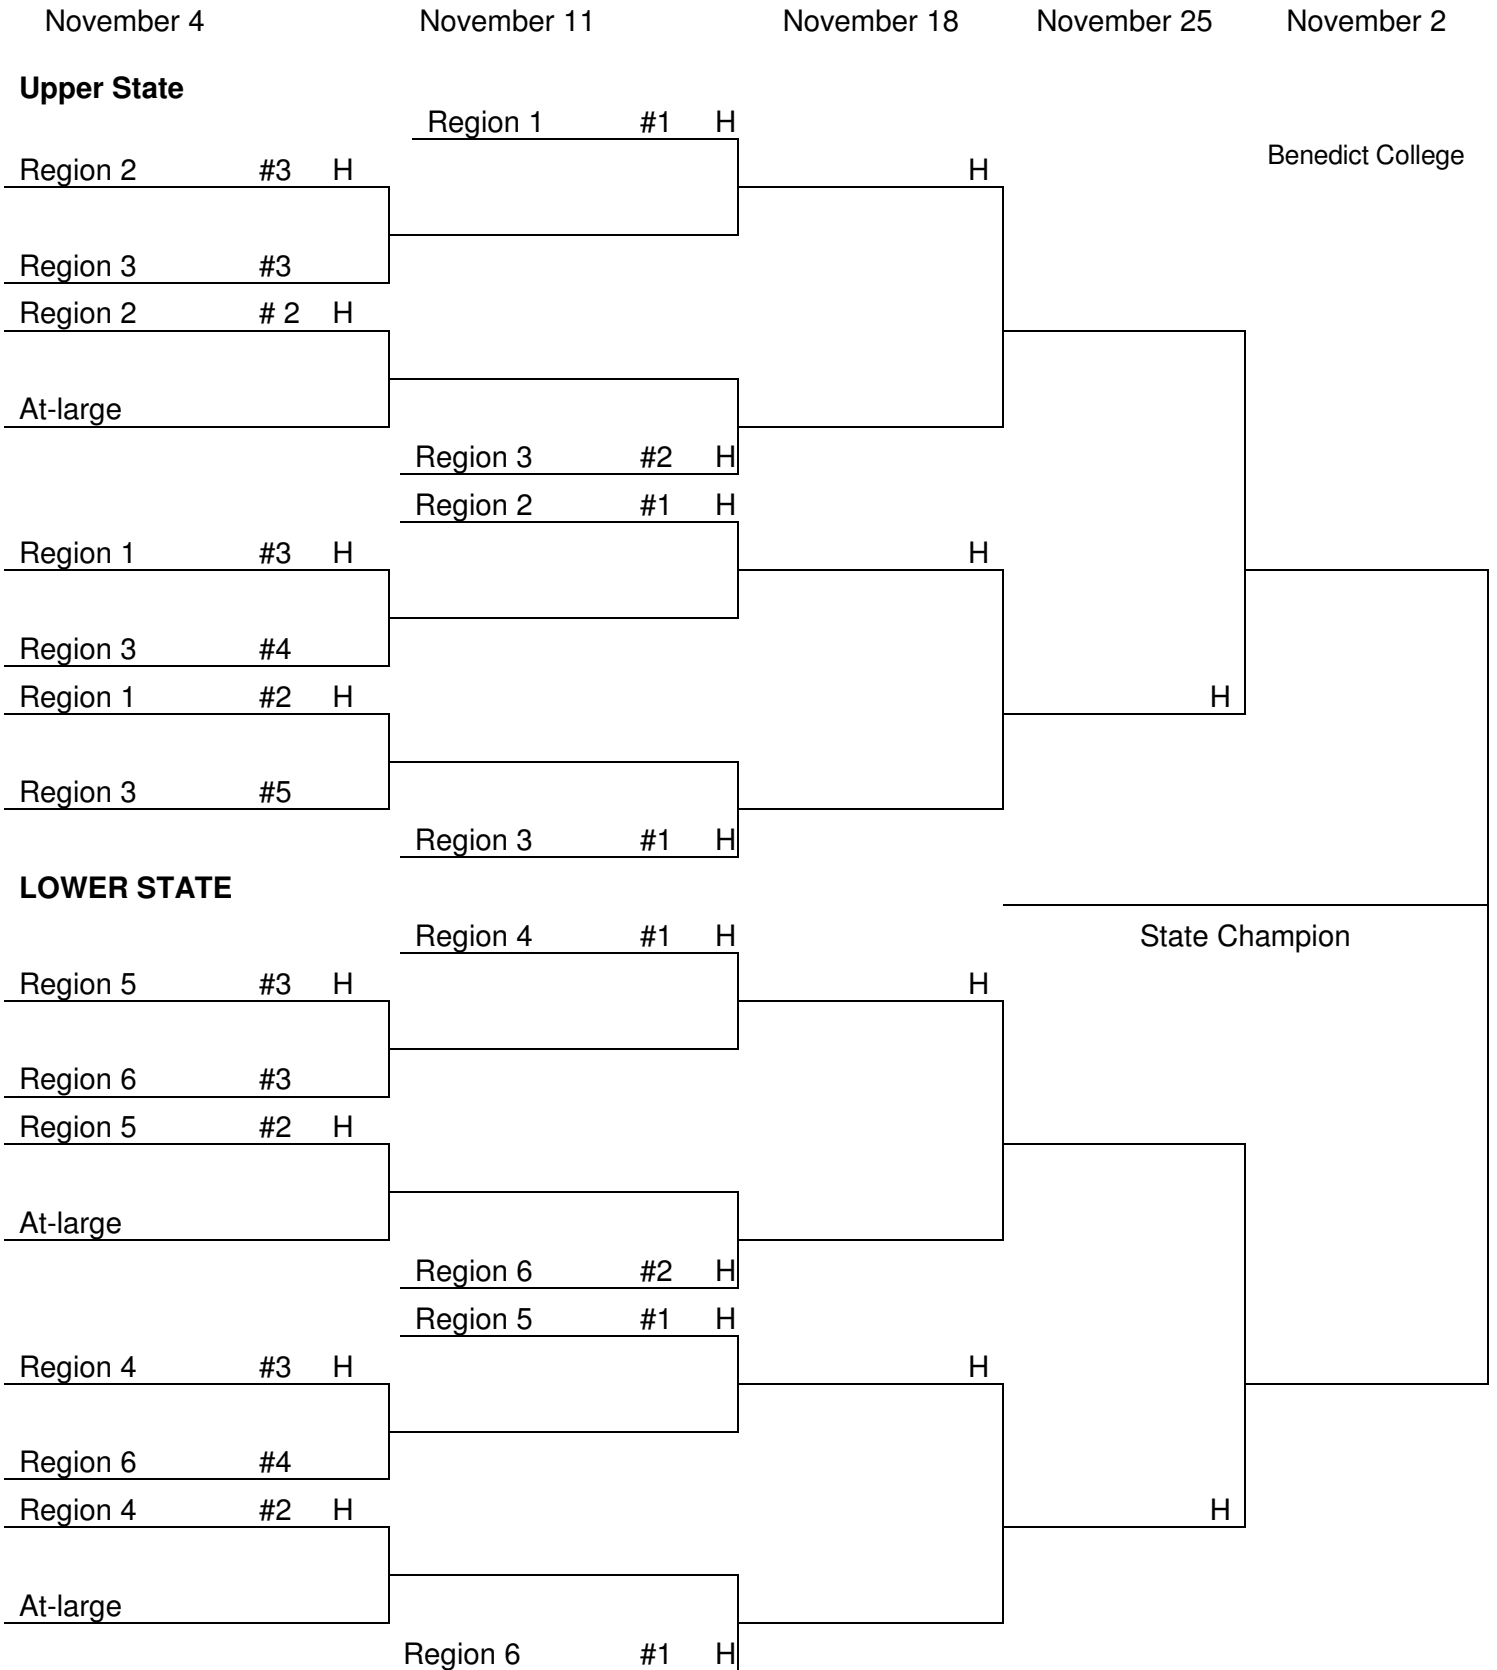 November 4 November 11 November 18 November 25 November 2
Upper State
Region 1 #1 H
Benedict College
Region 2 #3 H H
Region 3 #3
Region 2 # 2 H
At-large
Region 3 #2 H
Region 2 #1 H
Region 1 #3 H H
Region 3 #4
Region 1 #2 H H
Region 3 #5
Region 3 #1 H
LOWER STATE
Region 4 #1 H State Champion
Region 5 #3 H H
Region 6 #3
Region 5 #2 H
At-large
Region 6 #2 H
Region 5 #1 H
Region 4 #3 H H
Region 6 #4
Region 4 #2 H H
At-large
Region 6 #1 H